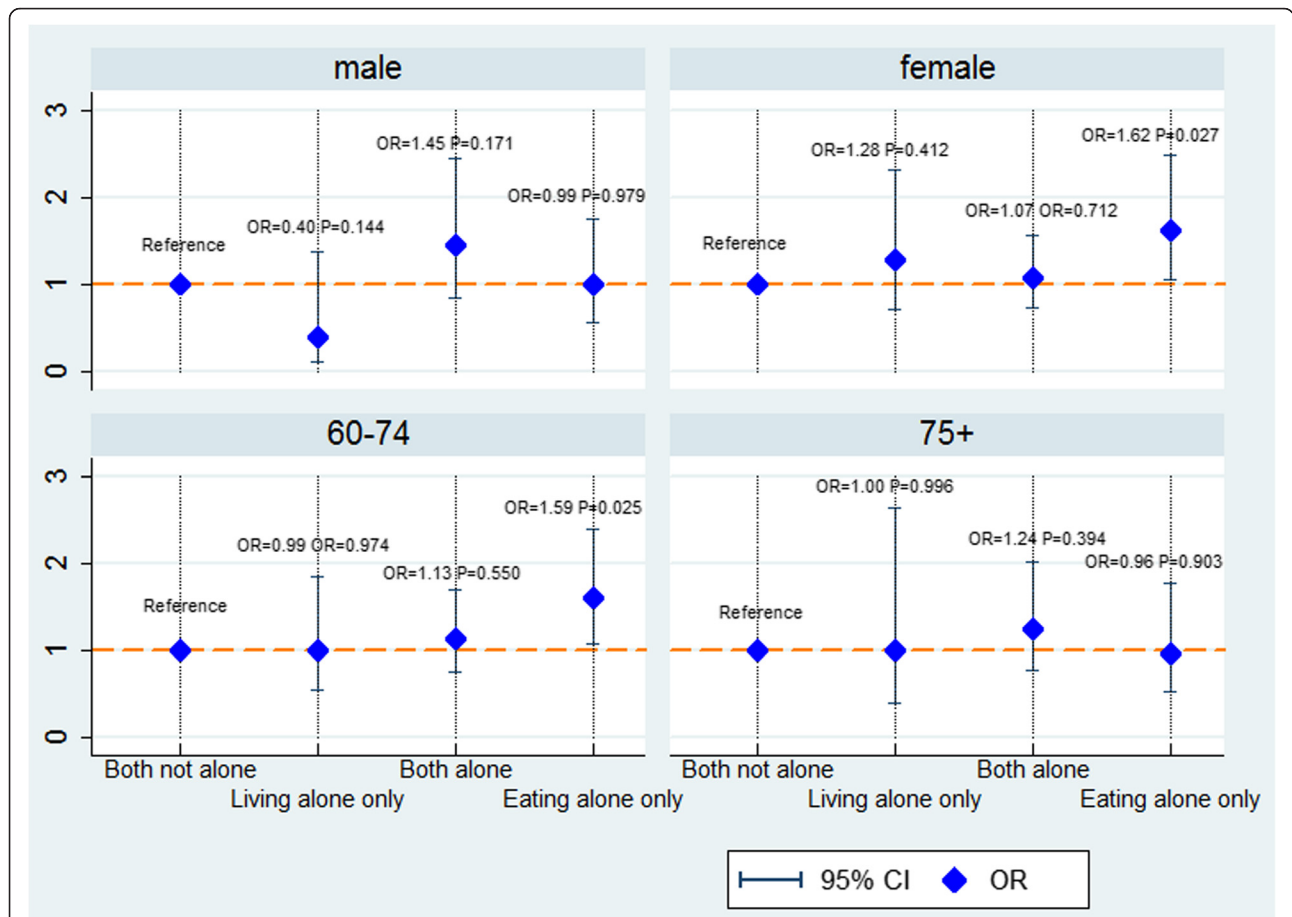 male
3
2
1
0
OR=1.45 P=0.171
OR=0.99 P=0.979
OR=0.40 P=0.144
Reference
female
OR=1.62 P=0.027
OR=1.28 P=0.412
OR=1.07 OR=0.712
Reference
60-74
3
2
1
0
OR=1.59 P=0.025
OR=0.99 OR=0.974
OR=1.13 P=0.550
Reference
75+
OR=1.00 P=0.996
OR=1.24 P=0.394
OR=0.96 P=0.903
Reference
Both not alone
Living alone only
Both alone
Eating alone only
Both not alone
Living alone only
Both alone
Eating alone only
95% CI
OR